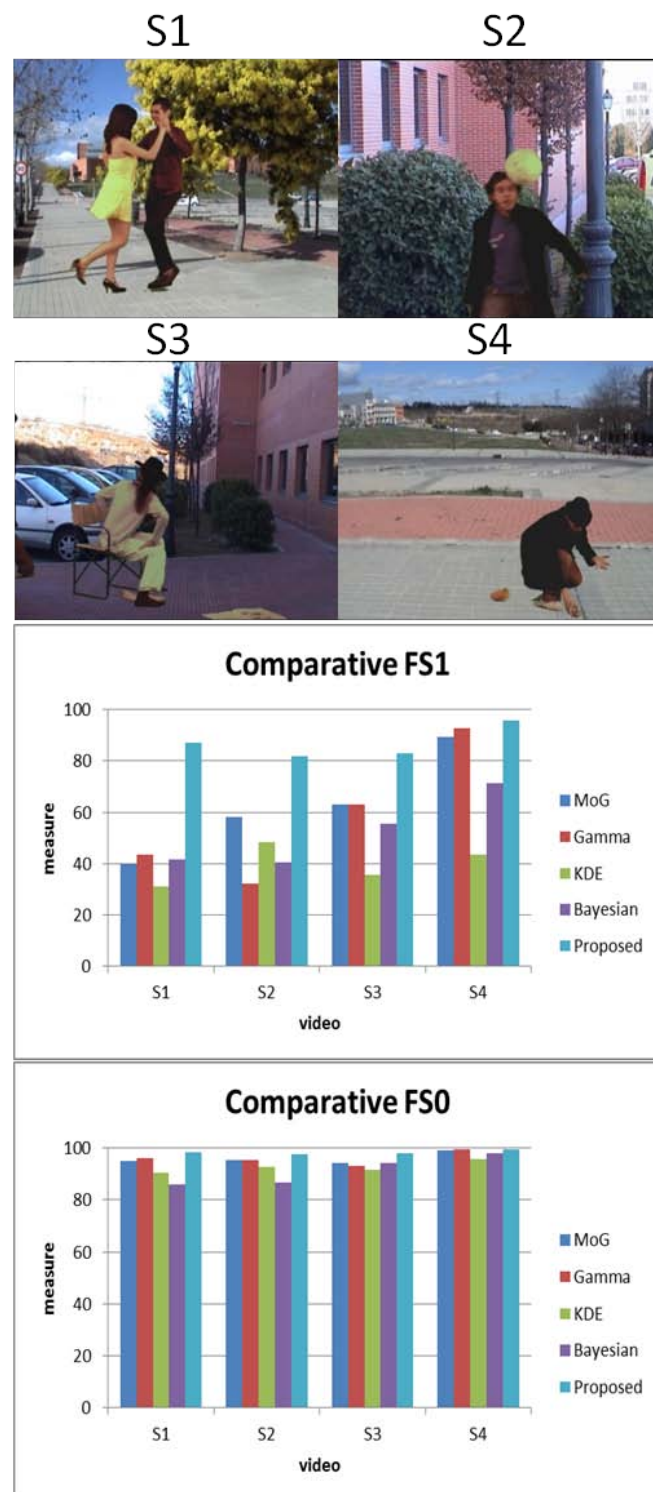 S1 S2
S3 S4
Comparative FS1
100
80
60
40
20
0
measure
S1 S2 S3 S4
video
MoG
Gamma
KDE
Bayesian
Proposed
Comparative FS0
100
80
60
40
20
0
measure
S1 S2 S3 S4
video
MoG
Gamma
KDE
Bayesian
Proposed